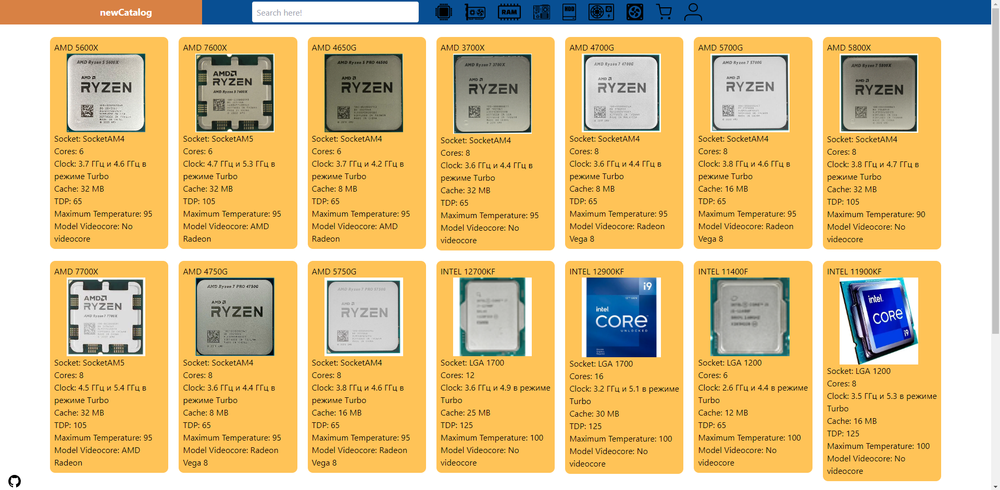 newCatalog
Search here!
RAM
HDD
AMD 5600X
AMD Ryzen 5 5600X
AMD
RYZEN
Socket: SocketAM4
Cores: 6
Clock: 3.7 ГГц и 4.6 ГГц в
режиме Turbo
Cache: 32 MB
TDP: 65
Maximum Temperature: 95
Model Videocore: No
videocore
AMD 7600X
AMD
RYZEN
AMD Ryzen 5 7600X
Socket: SocketAM5
Cores: 6
Clock: 4.7 ГГц и 5.3 ГГц в
режиме Turbo
Cache: 32 MB
TDP: 105
Maximum Temperature: 95
Model Videocore: AMD
Radeon
AMD 4650G
AMD Ryzen 5 PRO 4650G
AMD
RYZEN
Socket: SocketAM4
Cores: 6
Clock: 3.7 ГГц и 4.2 ГГц в
режиме Turbo
Cache: 8 MB
TDP: 65
Maximum Temperature: 95
Model Videocore: AMD
Radeon
AMD 3700X
AMD Ryzen 7 3700X
AMD
RYZEN
Socket: SocketAM4
Cores: 8
Clock: 3.6 ГГц и 4.4 ГГц в
режиме Turbo
Cache: 32 MB
TDP: 65
Maximum Temperature: 95
Model Videocore: No
videocore
AMD 4700G
AMD Ryzen 7 4700G
AMD
RYZEN
Socket: SocketAM4
Cores: 8
Clock: 3.6 ГГц и 4.4 ГГц в
режиме Turbo
Cache: 8 MB
TDP: 65
Maximum Temperature: 95
Model Videocore: Radeon
Vega 8
AMD 5700G
AMD Ryzen 7 5700G
AMD
RYZEN
Socket: SocketAM4
Cores: 8
Clock: 3.8 ГГц и 4.6 ГГц в
режиме Turbo
Cache: 16 MB
TDP: 65
Maximum Temperature: 95
Model Videocore: Radeon
Vega 8
AMD 5800X
AMD Ryzen 7 5800X
AMD
RYZEN
Socket: SocketAM4
Cores: 8
Clock: 3.8 ГГц и 4.7 ГГц в
режиме Turbo
Cache: 32 MB
TDP: 105
Maximum Temperature: 90
Model Videocore: No
videocore
AMD 7700X
AMD
RYZEN
AMD Ryzen 7 7700X
Socket: SocketAM5
Cores: 8
Clock: 4.5 ГГц и 5.4 ГГц в
режиме Turbo
Cache: 32 MB
TDP: 105
Maximum Temperature: 95
Model Videocore: AMD
Radeon
AMD 4750G
AMD Ryzen 7 PRO 4750G
AMD
RYZEN
Socket: SocketAM4
Cores: 8
Clock: 3.6 ГГц и 4.4 ГГц в
режиме Turbo
Cache: 8 MB
TDP: 65
Maximum Temperature: 95
Model Videocore: Radeon
Vega 8
AMD 5750G
AMD Ryzen 7 PRO 5750G
AMD
RYZEN
Socket: SocketAM4
Cores: 8
Clock: 3.8 ГГц и 4.6 ГГц в
режиме Turbo
Cache: 16 MB
TDP: 65
Maximum Temperature: 95
Model Videocore: Radeon
Vega 8
INTEL 12700KF
Socket: LGA 1700
Cores: 12
Clock: 3.6 ГГц и 4.9 в режиме
Turbo
Cache: 25 MB
TDP: 125
Maximum Temperature: 100
Model Videocore: No
videocore
INTEL 12900KF
i9
12TH GEN
intel.
CORE
UNLOCKED
Socket: LGA 1700
Cores: 16
Clock: 3.2 ГГц и 5.1 в режиме
Turbo
Cache: 30 MB
TDP: 125
Maximum Temperature: 100
Model Videocore: No
videocore
INTEL 11400F
Socket: LGA 1200
Cores: 6
Clock: 2.6 ГГц и 4.4 в режиме
Turbo
Cache: 12 MB
TDP: 65
Maximum Temperature: 100
Model Videocore: No
videocore
INTEL 11900KF
intel.
CORE
i9
Socket: LGA 1200
Cores: 8
Clock: 3.5 ГГц и 5.3 в режиме
Turbo
Cache: 16 MB
TDP: 125
Maximum Temperature: 100
Model Videocore: No
videocore